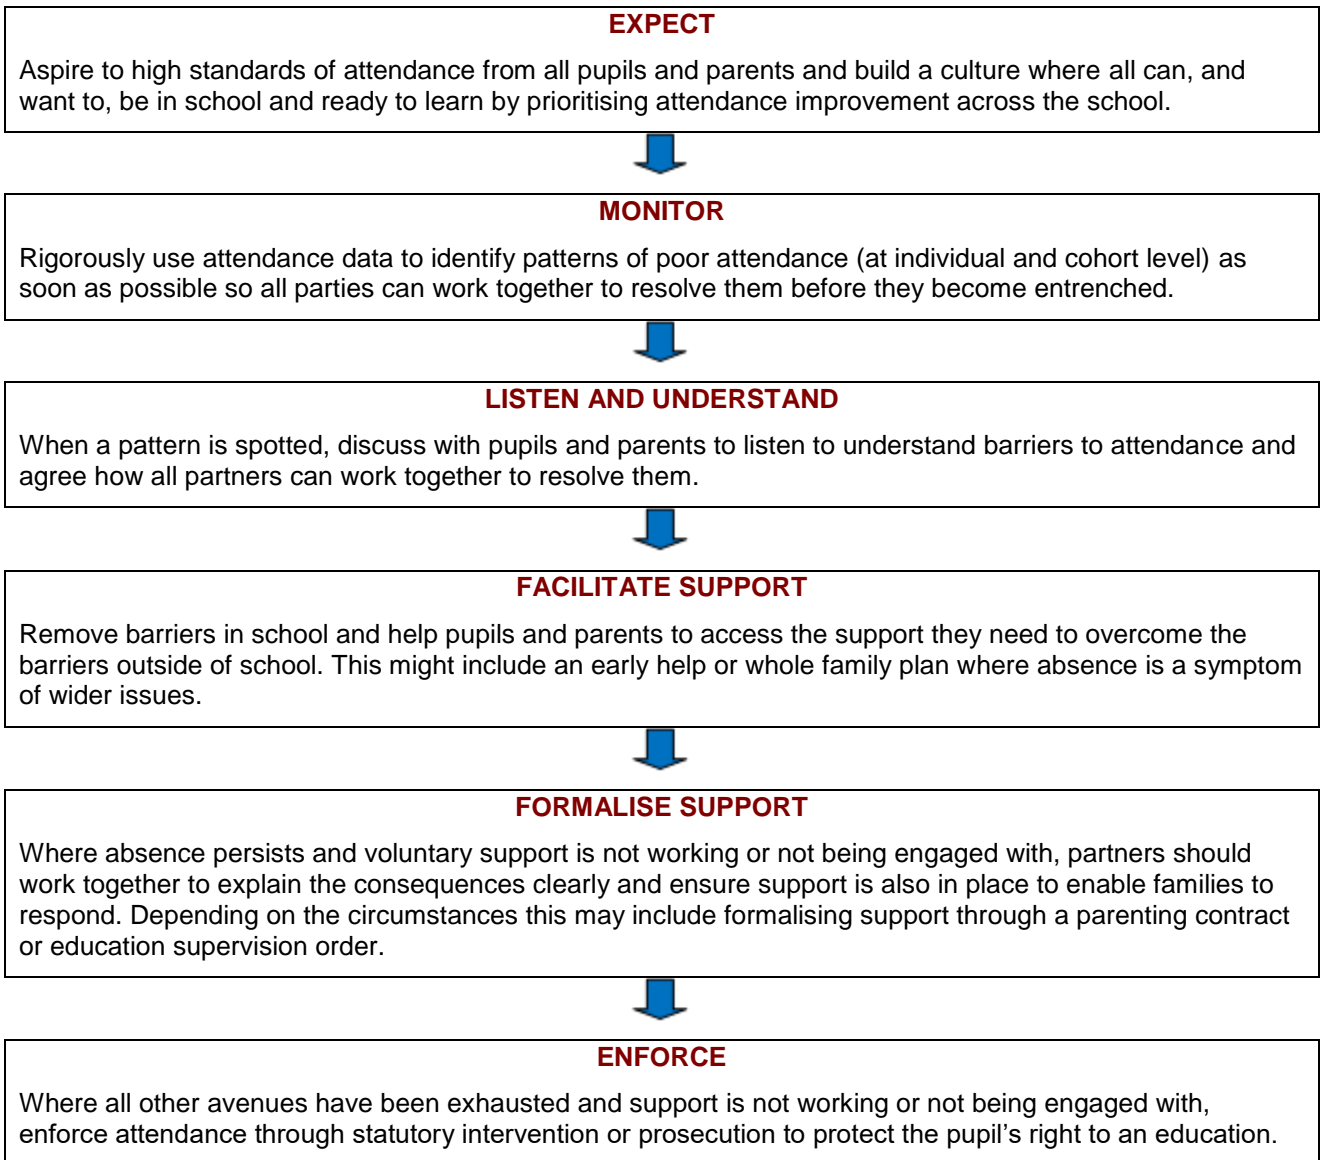 EXPECT
Aspire to high standards of attendance from all pupils and parents and build a culture where all can, and
want to, be in school and ready to learn by prioritising attendance improvement across the school.
MONITOR
Rigorously use attendance data to identify patterns of poor attendance (at individual and cohort level) as
soon as possible so all parties can work together to resolve them before they become entrenched.
LISTEN AND UNDERSTAND
When a pattern is spotted, discuss with pupils and parents to listen to understand barriers to attendance and
agree how all partners can work together to resolve them.
FACILITATE SUPPORT
Remove barriers in school and help pupils and parents to access the support they need to overcome the
barriers outside of school. This might include an early help or whole family plan where absence is a symptom
of wider issues.
FORMALISE SUPPORT
Where absence persists and voluntary support is not working or not being engaged with, partners should
work together to explain the consequences clearly and ensure support is also in place to enable families to
respond. Depending on the circumstances this may include formalising support through a parenting contract
or education supervision order.
ENFORCE
Where all other avenues have been exhausted and support is not working or not being engaged with,
enforce attendance through statutory intervention or prosecution to protect the pupil's right to an education.